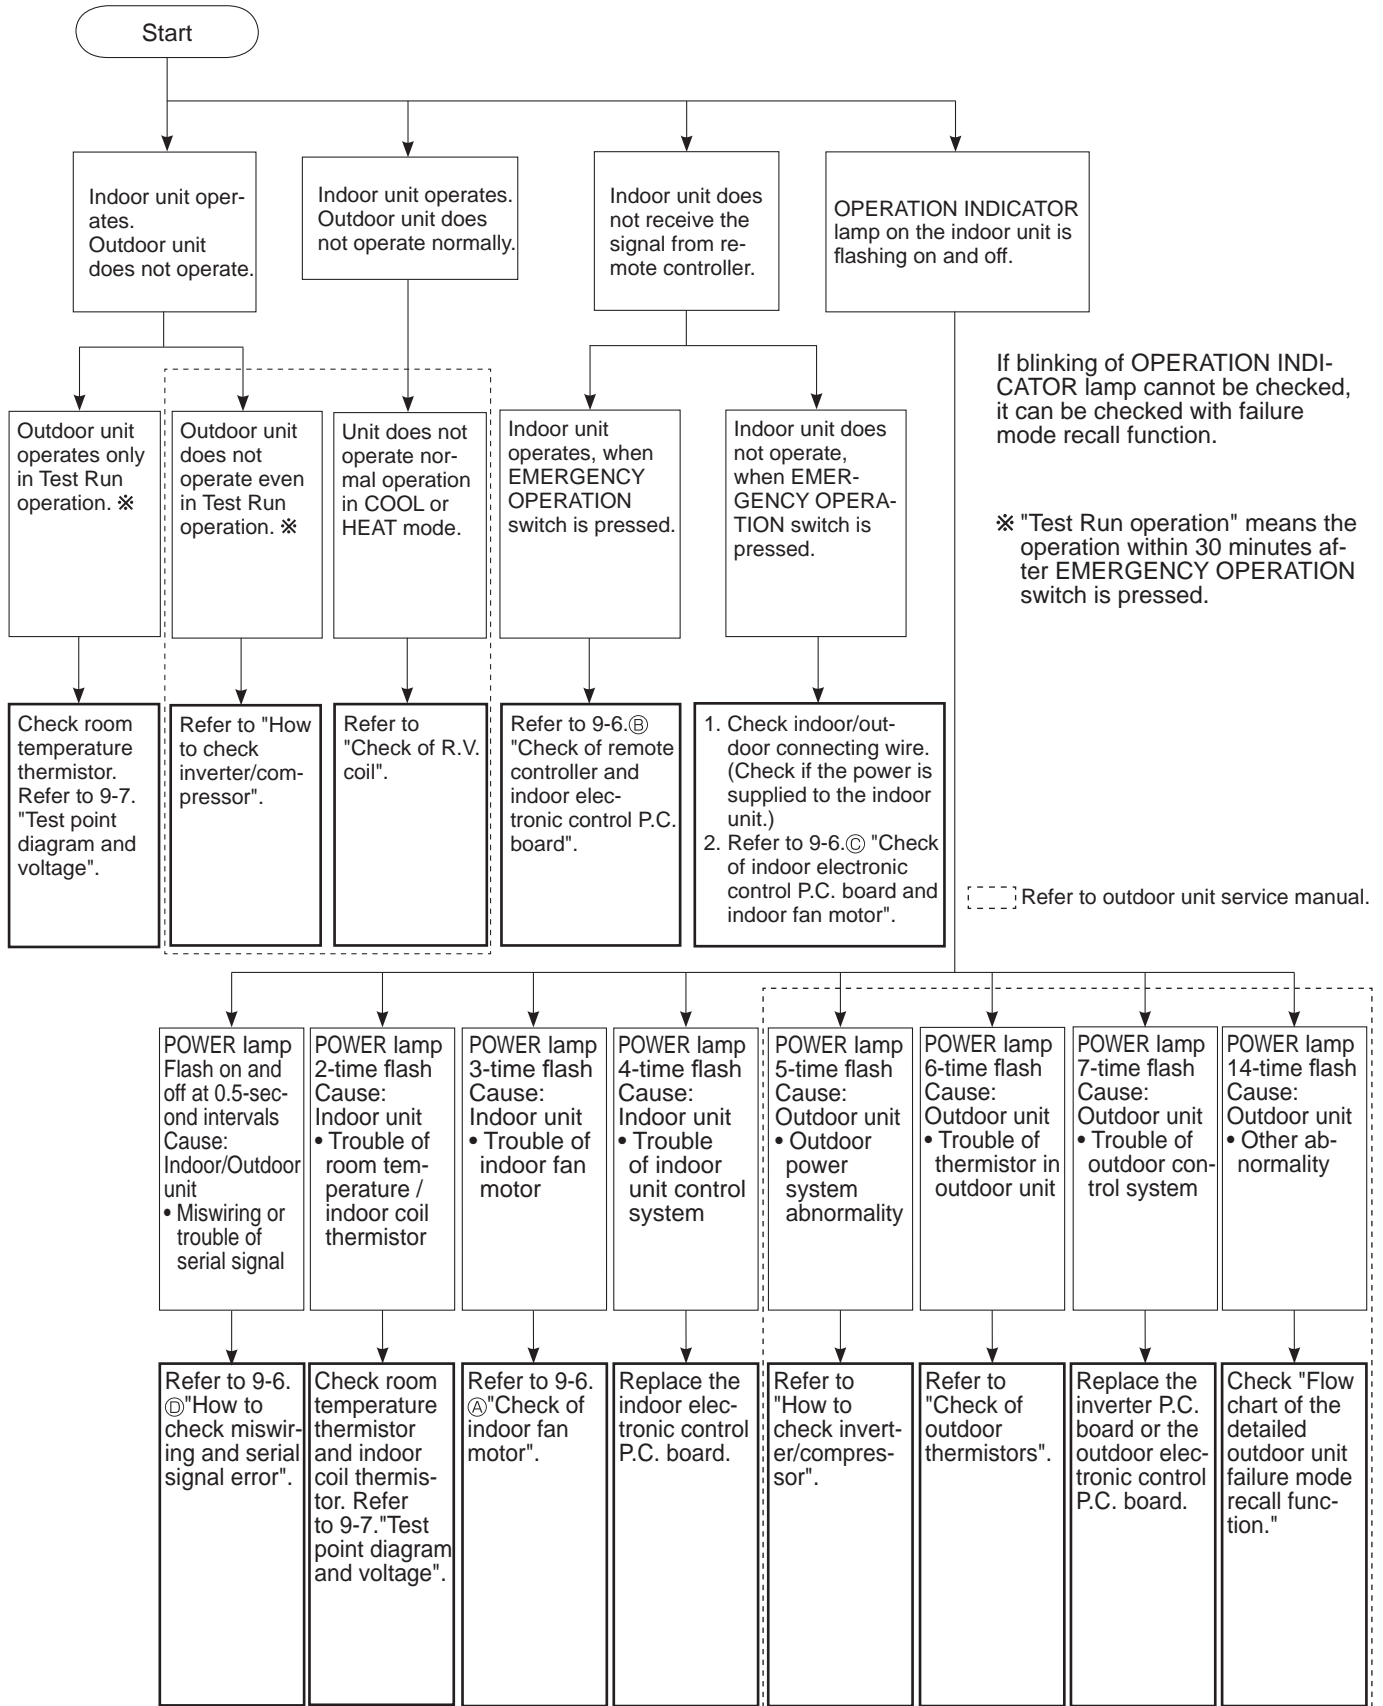 Start
Indoor unit oper-
ates.
Outdoor unit
does not operate.
Indoor unit operates.
Outdoor unit does
not operate normally.
Indoor unit does
not receive the
signal from re-
mote controller.
OPERATION INDICATOR
lamp on the indoor unit is
flashing on and off.
If blinking of OPERATION INDI-
CATOR lamp cannot be checked,
it can be checked with failure
mode recall function.
※ "Test Run operation" means the
operation within 30 minutes af-
ter EMERGENCY OPERATION
switch is pressed.
Outdoor unit
operates only
in Test Run
operation. ※
Outdoor unit
does not
operate even
in Test Run
operation. ※
Unit does not
operate nor-
mal operation
in COOL or
HEAT mode.
Indoor unit
operates, when
EMERGENCY
OPERATION
switch is pressed.
Indoor unit does
not operate,
when EMER-
GENCY OPERA-
TION switch is
pressed.
Check room
temperature
thermistor.
Refer to 9-7.
"Test point
diagram and
voltage".
Refer to "How
to check
inverter/com-
pressor".
Refer to
"Check of R.V.
coil".
Refer to 9-6.Ⓑ
"Check of remote
controller and
indoor elec-
tronic control P.C.
board".
1. Check indoor/out-
door connecting wire.
(Check if the power is
supplied to the indoor
unit.)
2. Refer to 9-6.Ⓒ "Check
of indoor electronic
control P.C. board and
indoor fan motor".
Refer to outdoor unit service manual.
POWER lamp
Flash on and
off at 0.5-sec-
ond intervals
Cause:
Indoor/Outdoor
unit
• Miswiring or
trouble of
serial signal
POWER lamp
2-time flash
Cause:
Indoor unit
• Trouble of
room tem-
perature /
indoor coil
thermistor
POWER lamp
3-time flash
Cause:
Indoor unit
• Trouble of
indoor fan
motor
POWER lamp
4-time flash
Cause:
Indoor unit
• Trouble
of indoor
unit control
system
POWER lamp
5-time flash
Cause:
Outdoor unit
• Outdoor
power
system
abnormality
POWER lamp
6-time flash
Cause:
Outdoor unit
• Trouble of
thermistor in
outdoor unit
POWER lamp
7-time flash
Cause:
Outdoor unit
• Trouble of
outdoor con-
trol system
POWER lamp
14-time flash
Cause:
Outdoor unit
• Other ab-
normality
Refer to 9-6.
Ⓓ"How to
check miswir-
ing and serial
signal error".
Check room
temperature
thermistor
and indoor
coil thermis-
tor. Refer
to 9-7."Test
point diagram
and voltage".
Refer to 9-6.
Ⓐ"Check of
indoor fan
motor".
Replace the
indoor elec-
tronic control
P.C. board.
Refer to
"How to
check invert-
er/compres-
sor".
Refer to
"Check of
outdoor
thermistors".
Replace the
inverter P.C.
board or the
outdoor elec-
tronic control
P.C. board.
Check "Flow
chart of the
detailed
outdoor unit
failure mode
recall func-
tion."